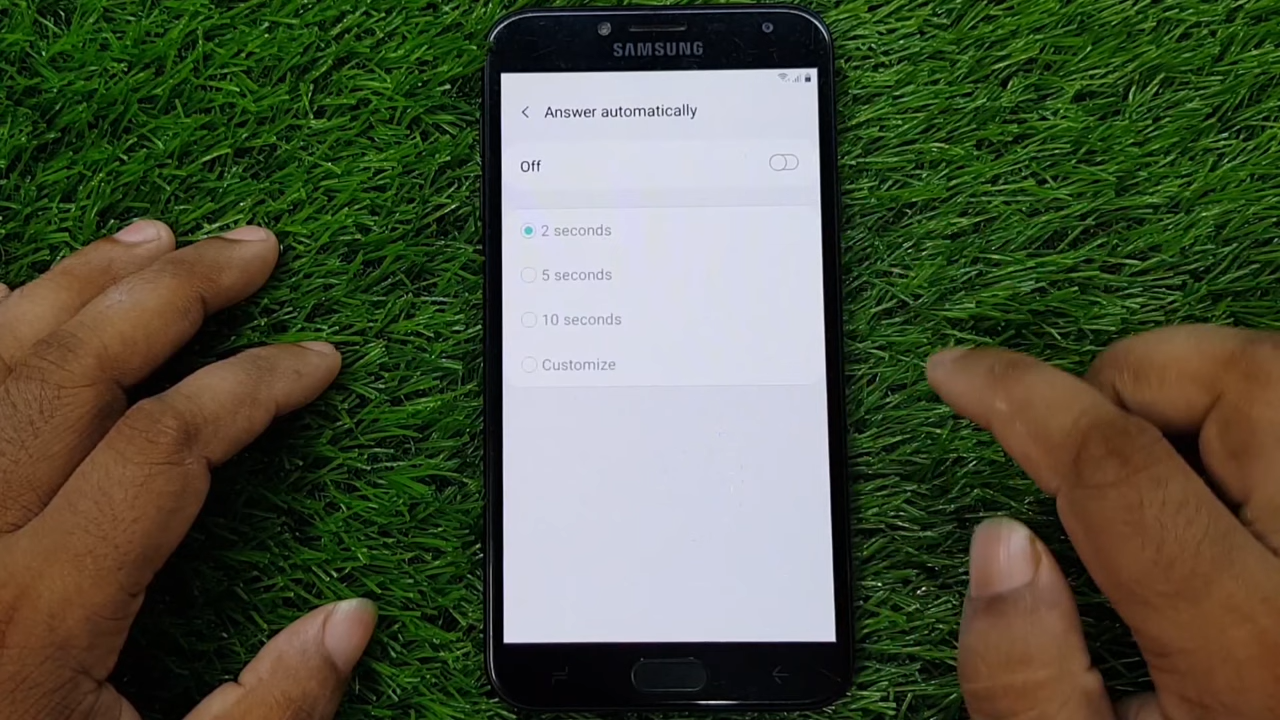 SAMSUNG
Answer automatically
Off
2 seconds
5 seconds
10 seconds
Customize